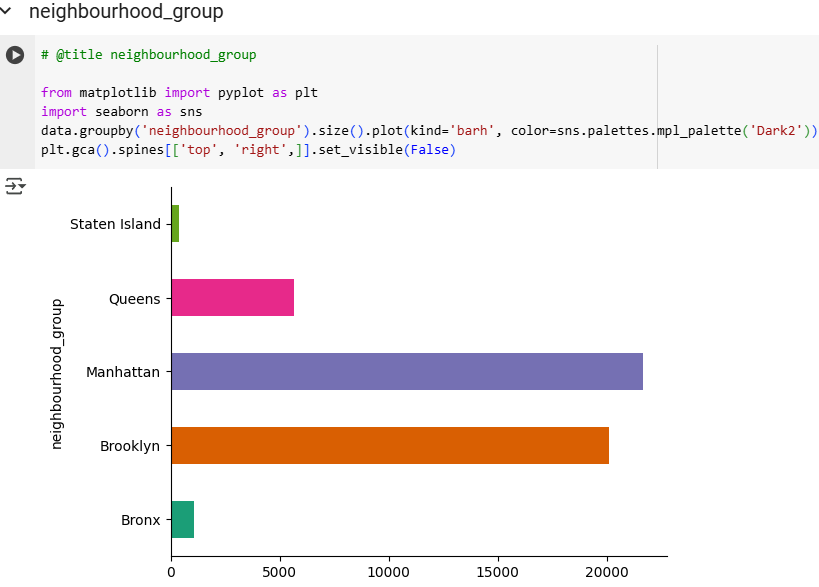 neighbourhood_group
# @title neighbourhood_group
from matplotlib import pyplot as plt
import seaborn as sns
data.groupby('neighbourhood_group').size().plot(kind='barh', color=sns.palettes.mpl_palette('Dark2'))
plt.gca().spines[['top', 'right',]].set_visible(False)
Staten Island
Queens
Manhattan
Brooklyn
Bronx
neighbourhood_group
0 5000 10000 15000 20000